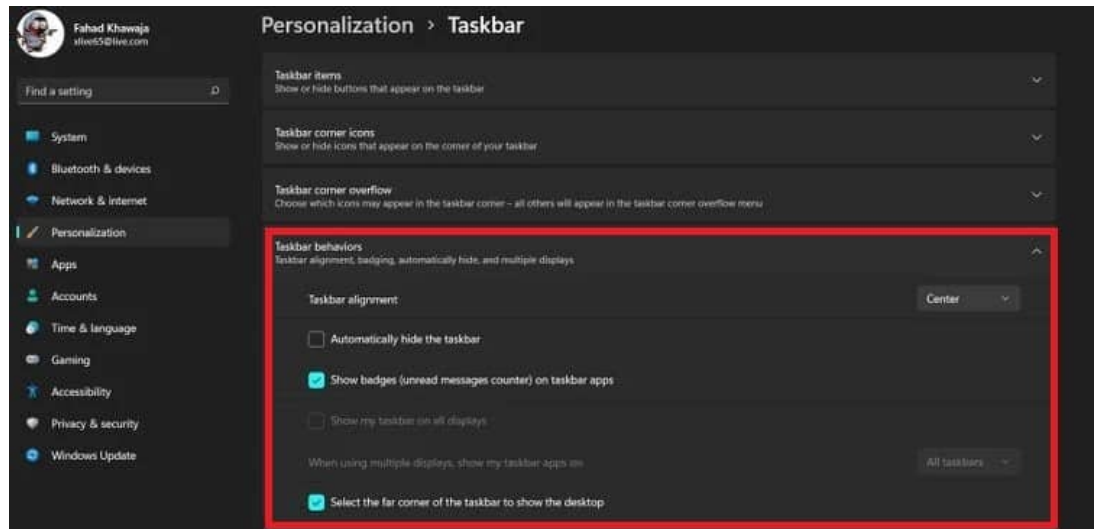 Fahad Khawaja
xlive65@live.com
Find a setting
System
Bluetooth & devices
Network & internet
Personalization
Apps
Accounts
Time & language
Gaming
Accessibility
Privacy & security
Windows Update
Personalization > Taskbar
Taskbar items
Show or hide buttons that appear on the taskbar
Taskbar corner icons
Show or hide icons that appear on the corner of your taskbar
Taskbar corner overflow
Choose which icons may appear in the taskbar corner – all others will appear in the taskbar corner overflow menu
Taskbar behaviors
Taskbar alignment, badging, automatically hide, and multiple displays
Taskbar alignment
Center
Automatically hide the taskbar
Show badges (unread messages counter) on taskbar apps
Show my taskbar on all displays
When using multiple displays, show my taskbar apps on
All taskbars
Select the far corner of the taskbar to show the desktop